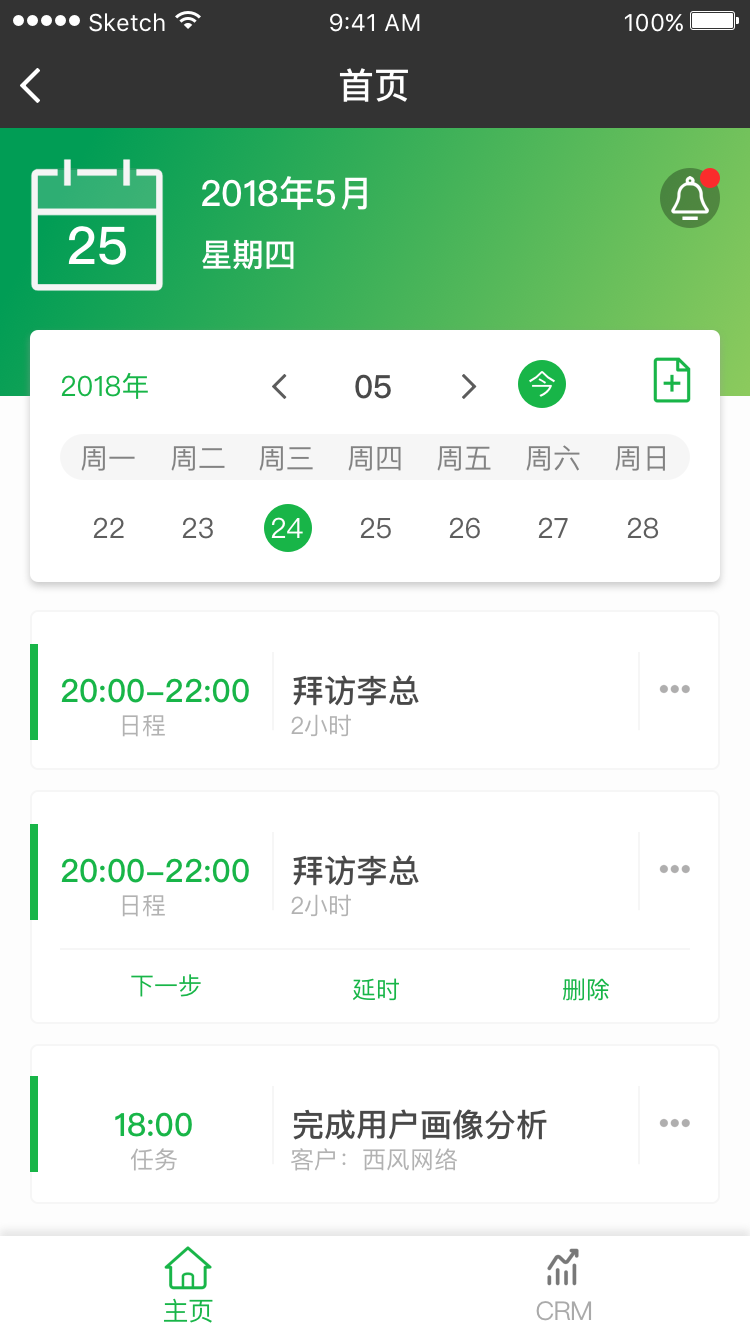 Sketch 9:41 AM 100%
首页
2018年5月
25
星期四
2018年 05 今
周一 周二 周三 周四 周五 周六 周日
22 23 24 25 26 27 28
20:00-22:00 拜访李总
日程 2小时
20:00-22:00 拜访李总
日程 2小时
下一步 延时 删除
18:00 完成用户画像分析
任务 客户：西风网络
主页 CRM